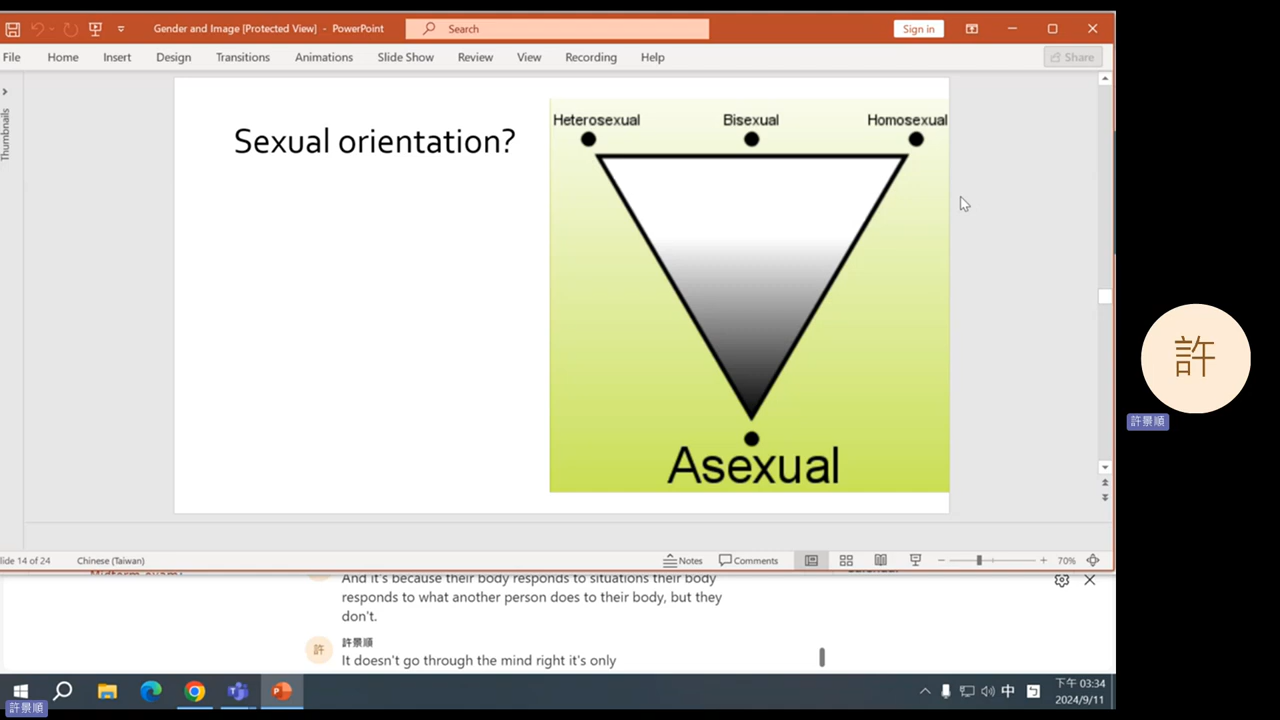 Gender and Image [Protected View] - PowerPoint
Search
Sign in
File Home Insert Design Transitions Animations Slide Show Review View Recording Help
Share
Thumbnails
Sexual orientation?
Heterosexual Bisexual Homosexual
Asexual
許
許景順
lide 14 of 24 Chinese (Taiwan)
Notes Comments 70%
And it's because their body responds to situations their body
responds to what another person does to their body, but they
don't.
許景順
許
It doesn't go through the mind right it's only
中
下午 03:34
2024/9/11
許景順